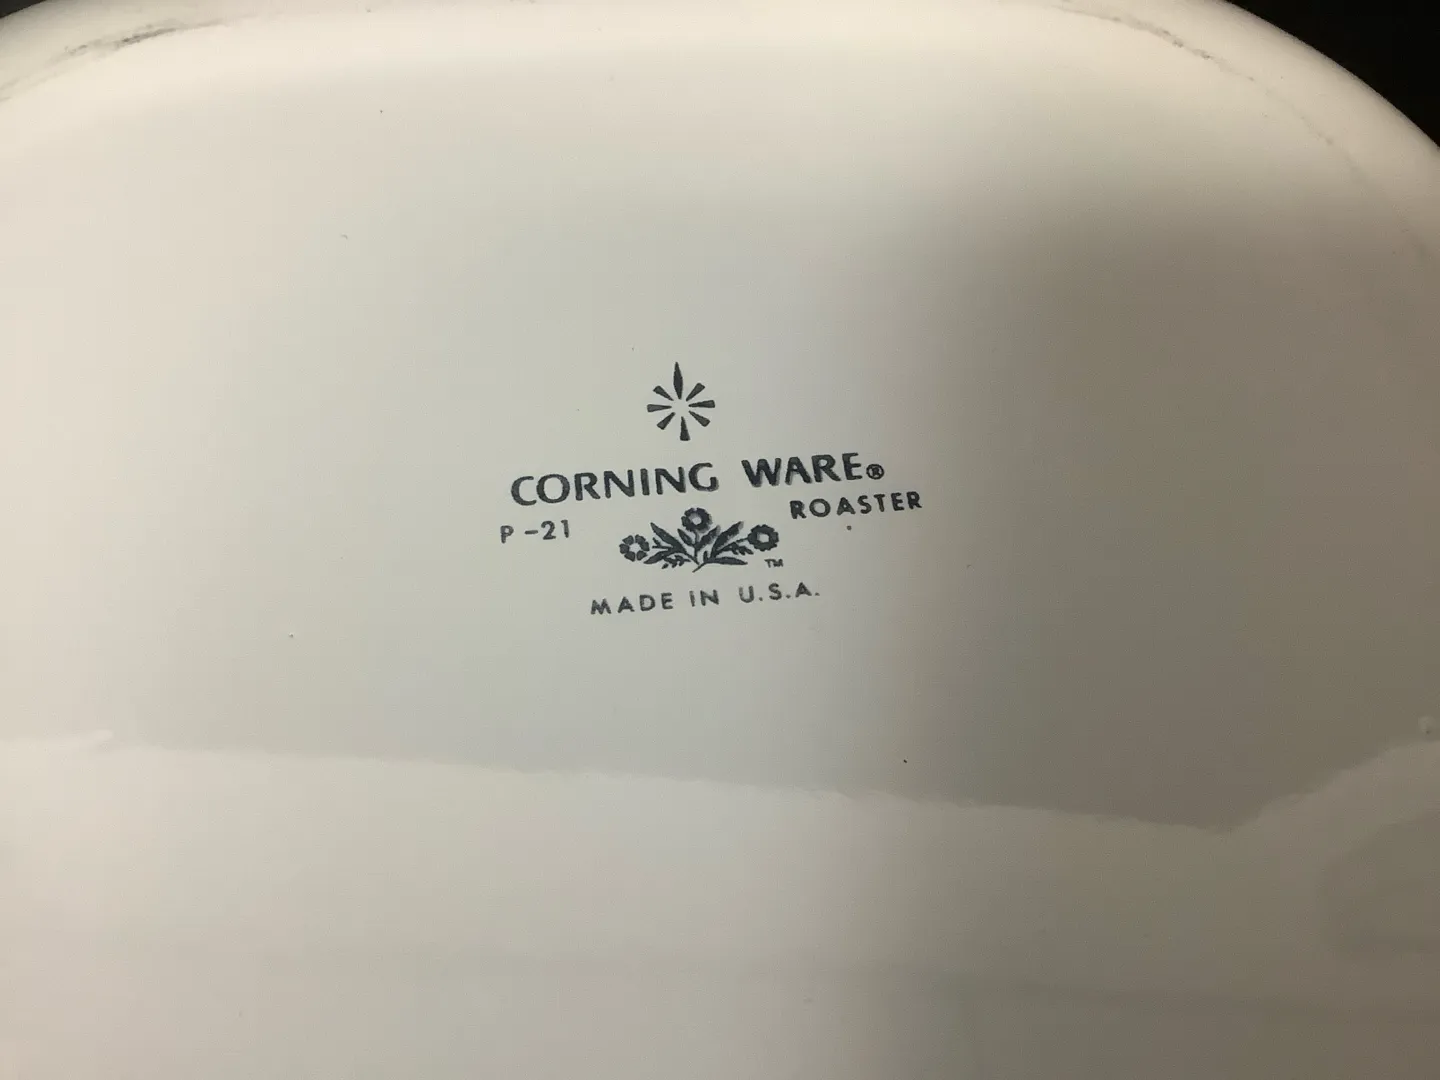 CORNING WARE®
P-21 ROASTER
TM
MADE IN U.S.A.